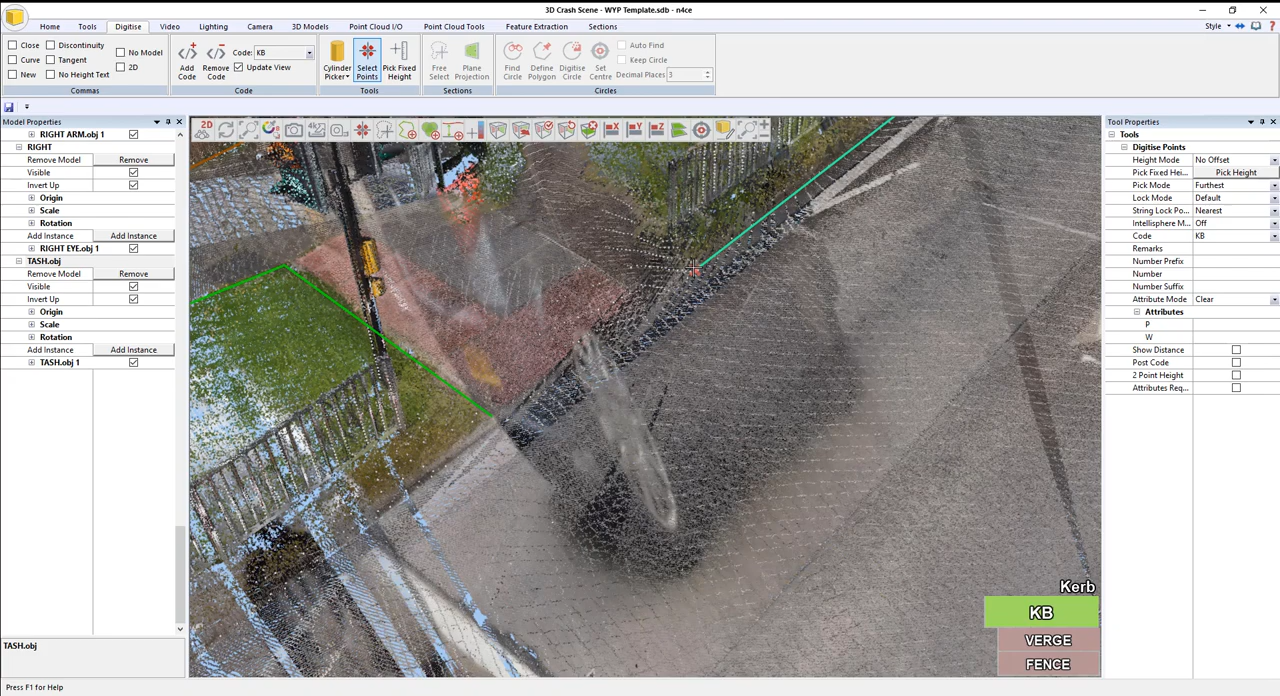 3D Crash Scene - WYP Template.sdb - n4ce
Home Tools Digitise Video Lighting Camera 3D Models Point Cloud I/O Point Cloud Tools Feature Extraction Sections
Style
Close Discontinuity No Model
Curve Tangent 2D
New No Height Text
Add Code
Remove Code
Code: KB
Update View
Cylinder Picker
Select Points
Pick Fixed Height
Free Select
Plane Projection
Find Circle
Define Polygon
Digitise Circle
Set Centre
Auto Find
Keep Circle
Decimal Places 3
Commas Code Tools Sections Circles
Model Properties
RIGHT ARM.obj 1
RIGHT
Remove Model Remove
Visible
Invert Up
Origin
Scale
Rotation
Add Instance Add Instance
RIGHT EYE.obj 1
TASH.obj
Remove Model Remove
Visible
Invert Up
Origin
Scale
Rotation
Add Instance Add Instance
TASH.obj 1
TASH.obj
2D
X Y Z
Kerb
KB
VERGE
FENCE
Tool Properties
Tools
Digitise Points
Height Mode No Offset
Pick Fixed Hei... Pick Height
Pick Mode Furthest
Lock Mode Default
String Lock Po... Nearest
Intellisphere M... Off
Code KB
Remarks
Number Prefix
Number
Number Suffix
Attribute Mode Clear
Attributes
P
W
Show Distance
Post Code
2 Point Height
Attributes Req...
Press F1 for Help